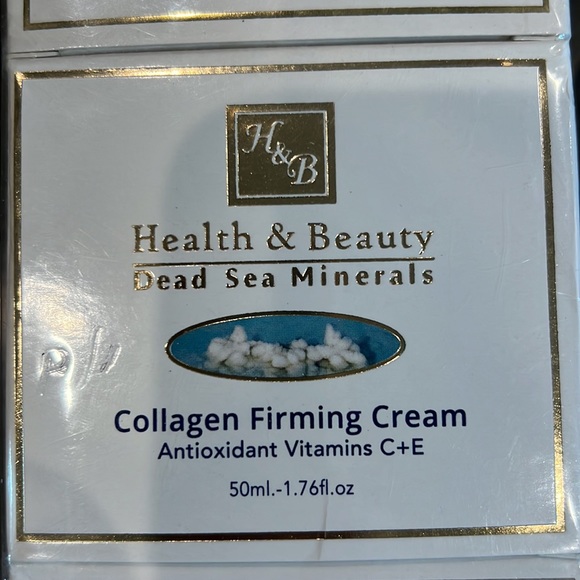 H&B
Health & Beauty
Dead Sea Minerals
Collagen Firming Cream
Antioxidant Vitamins C+E
50ml.-1.76fl.oz